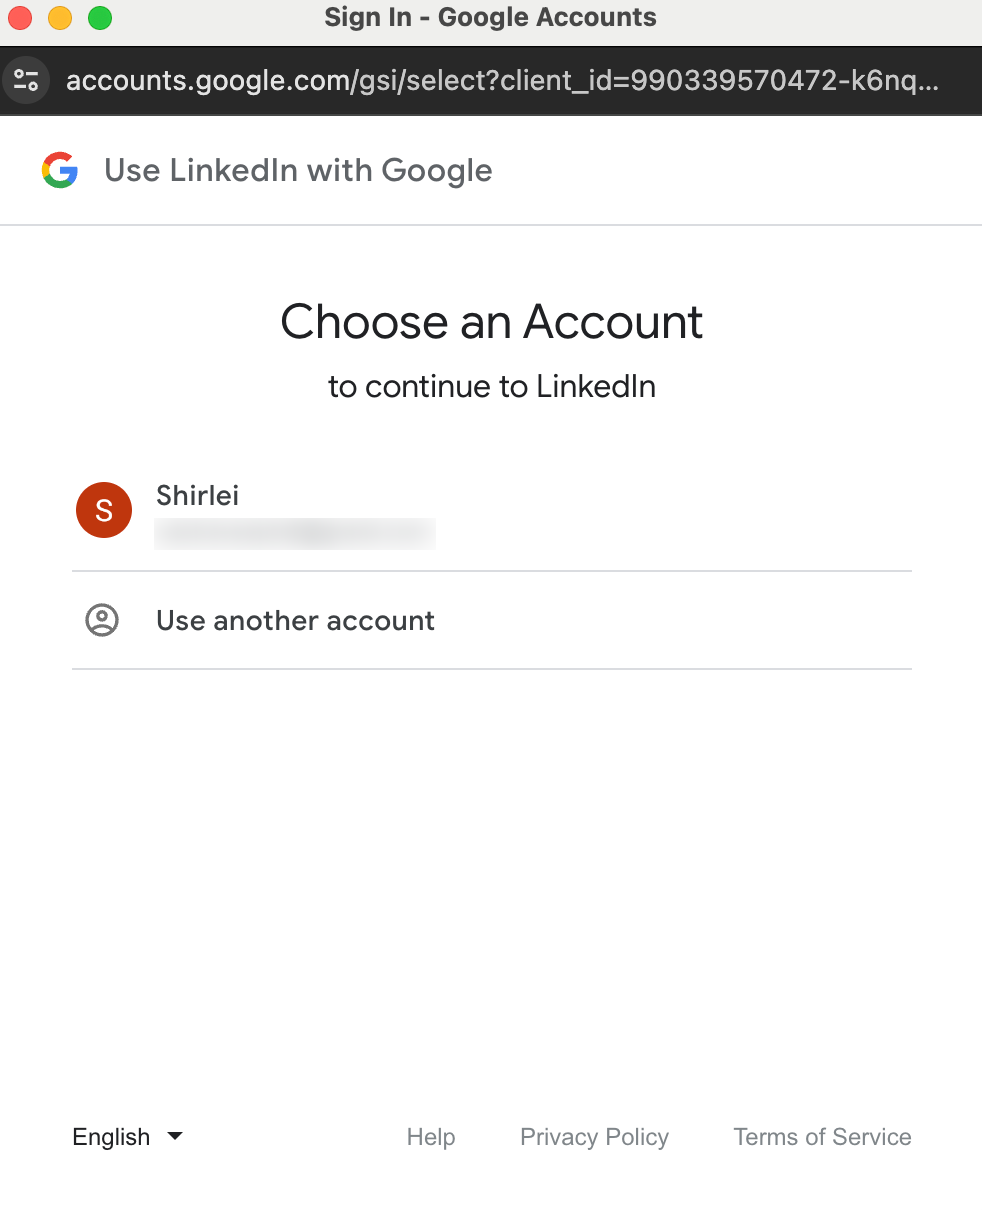 Sign In - Google Accounts
accounts.google.com/gsi/select?client_id=990339570472-k6nq...
Use LinkedIn with Google
Choose an Account
to continue to LinkedIn
S
Shirlei
Use another account
English
Help
Privacy Policy
Terms of Service